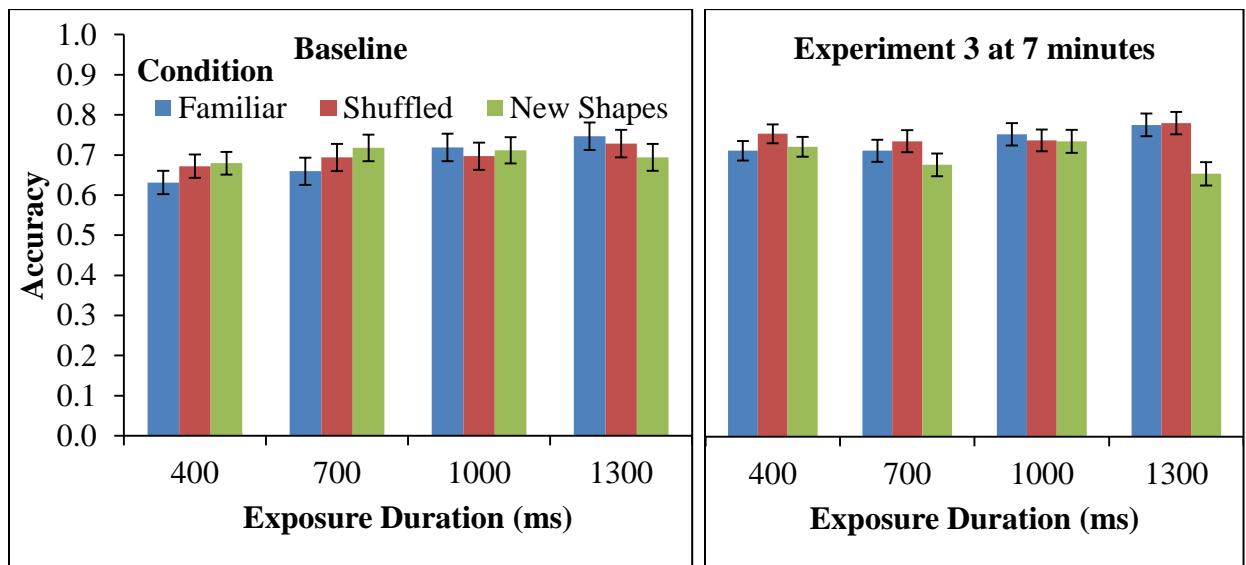 Baseline
Condition
Familiar Shuffled New Shapes
Accuracy
1.0
0.9
0.8
0.7
0.6
0.5
0.4
0.3
0.2
0.1
0.0
400 700 1000 1300
Exposure Duration (ms)
Experiment 3 at 7 minutes
400 700 1000 1300
Exposure Duration (ms)